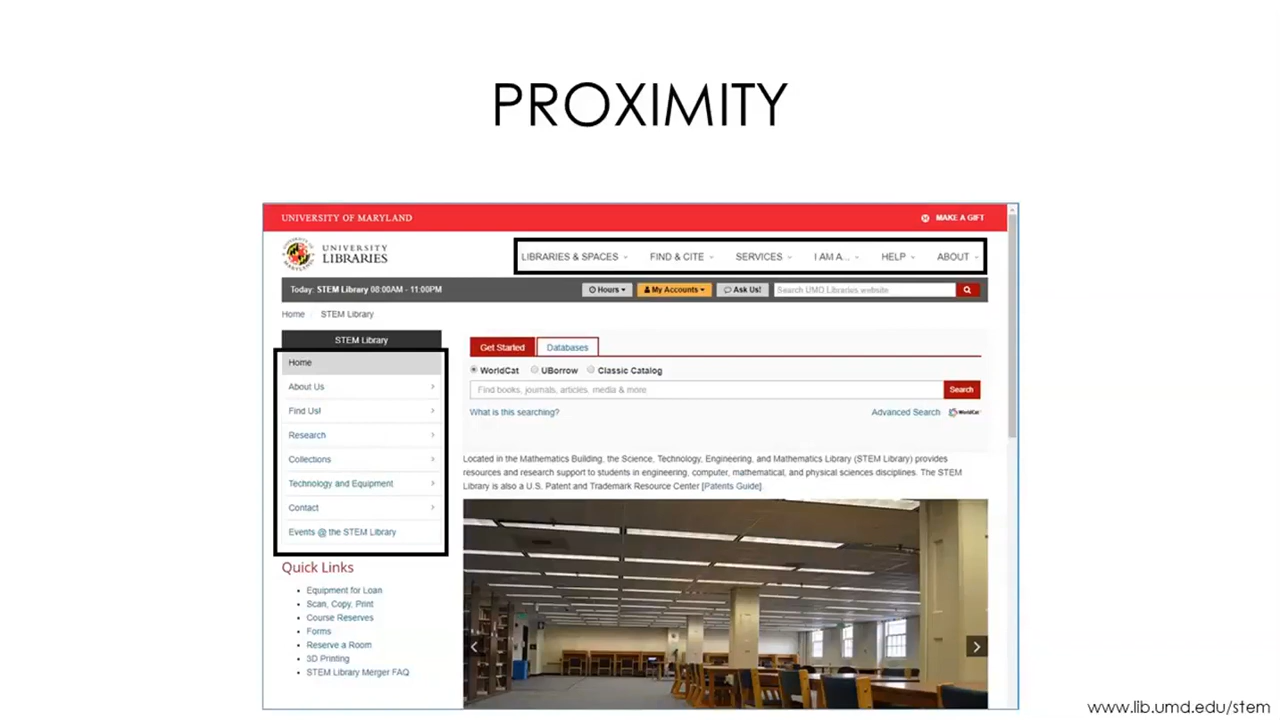 PROXIMITY
UNIVERSITY OF MARYLAND
MAKE A GIFT
UNIVERSITY
LIBRARIES
LIBRARIES & SPACES FIND & CITE SERVICES I AM A... HELP ABOUT
Today: STEM Library 08:00AM - 11:00PM
Hours My Accounts Ask Us! Search UMD Libraries website
Home STEM Library
STEM Library
Home
About Us
Find Us!
Research
Collections
Technology and Equipment
Contact
Events @ the STEM Library
Quick Links
Equipment for Loan
Scan, Copy, Print
Course Reserves
Forms
Reserve a Room
3D Printing
STEM Library Merger FAQ
Get Started Databases
WorldCat UBorrow Classic Catalog
Find books, journals, articles, media & more Search
What is this searching? Advanced Search WorldCat
Located in the Mathematics Building, the Science, Technology, Engineering, and Mathematics Library (STEM Library) provides
resources and research support to students in engineering, computer, mathematical, and physical sciences disciplines. The STEM
Library is also a U.S. Patent and Trademark Resource Center [Patents Guide].
www.lib.umd.edu/stem